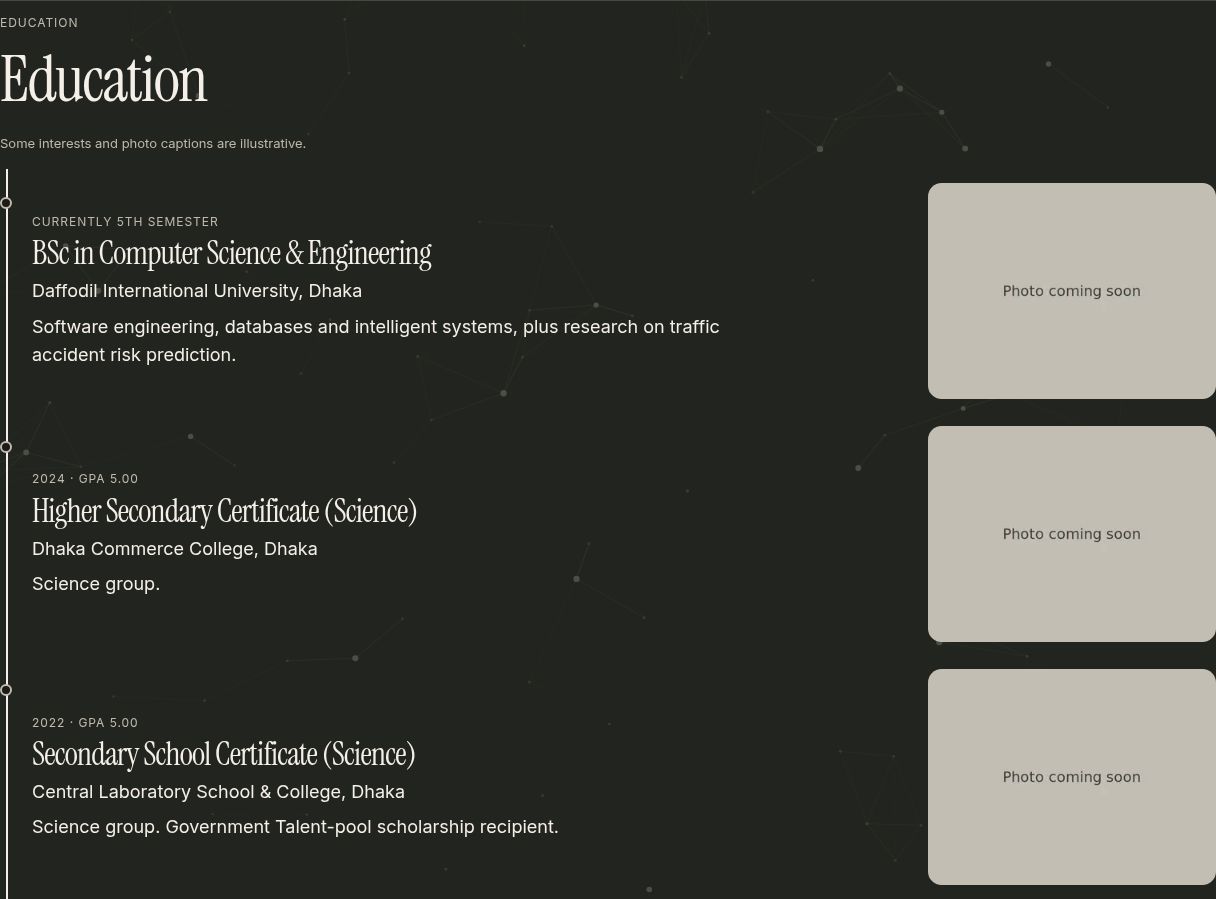 EDUCATION
Education
Some interests and photo captions are illustrative.
CURRENTLY 5TH SEMESTER
BSc in Computer Science & Engineering
Daffodil International University, Dhaka
Software engineering, databases and intelligent systems, plus research on traffic
accident risk prediction.
Photo coming soon
2024 · GPA 5.00
Higher Secondary Certificate (Science)
Dhaka Commerce College, Dhaka
Science group.
Photo coming soon
2022 · GPA 5.00
Secondary School Certificate (Science)
Central Laboratory School & College, Dhaka
Science group. Government Talent-pool scholarship recipient.
Photo coming soon